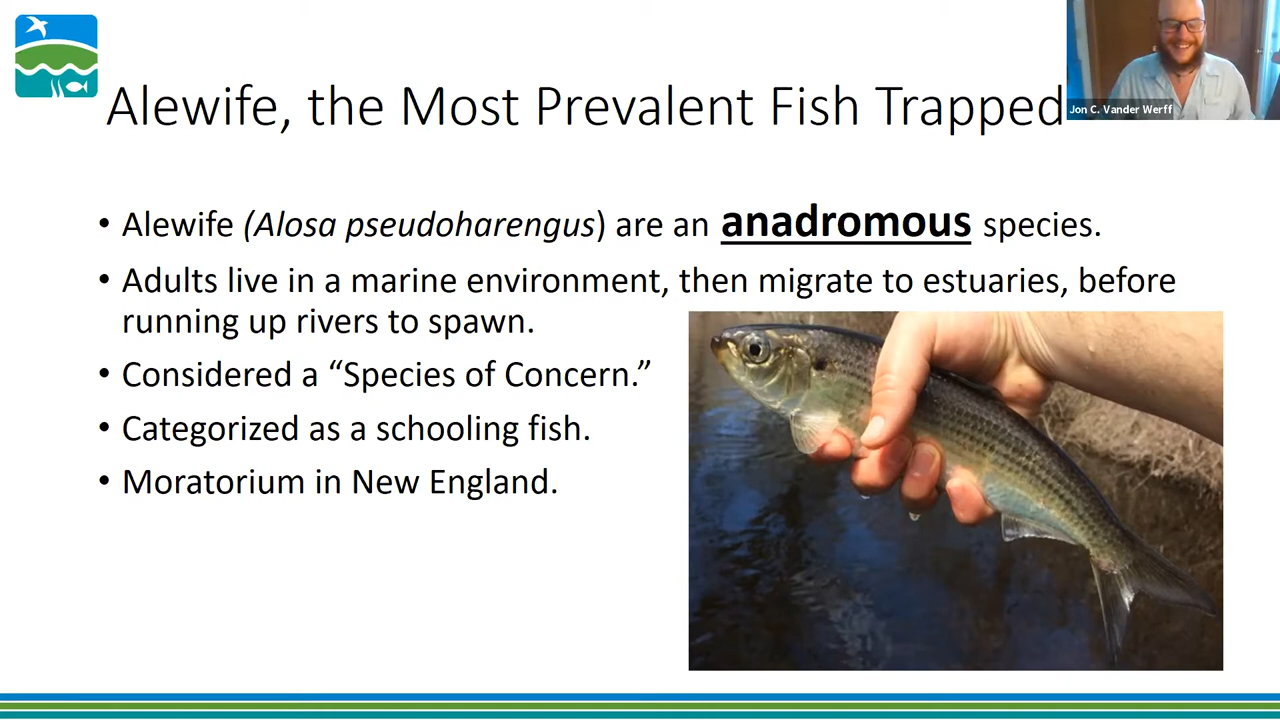 Alewife, the Most Prevalent Fish Trapped
Jon C. Vander Werff
• Alewife (Alosa pseudoharengus) are an anadromous species.
• Adults live in a marine environment, then migrate to estuaries, before
running up rivers to spawn.
• Considered a “Species of Concern.”
• Categorized as a schooling fish.
• Moratorium in New England.